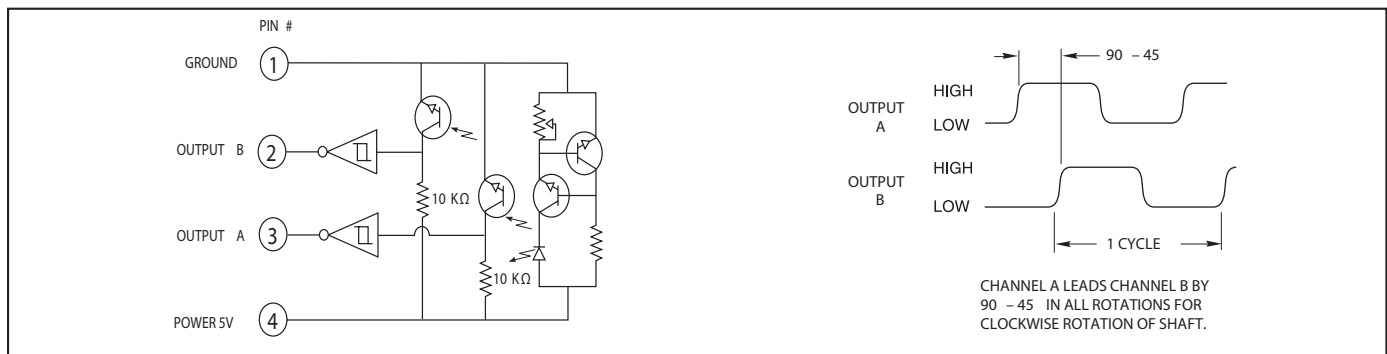 PIN #
GROUND 1
OUTPUT B 2
10 KΩ
OUTPUT A 3
10 KΩ
POWER 5V 4
90 – 45
HIGH
OUTPUT
A
LOW
HIGH
OUTPUT
B
LOW
1 CYCLE
CHANNEL A LEADS CHANNEL B BY
90 – 45 IN ALL ROTATIONS FOR
CLOCKWISE ROTATION OF SHAFT.